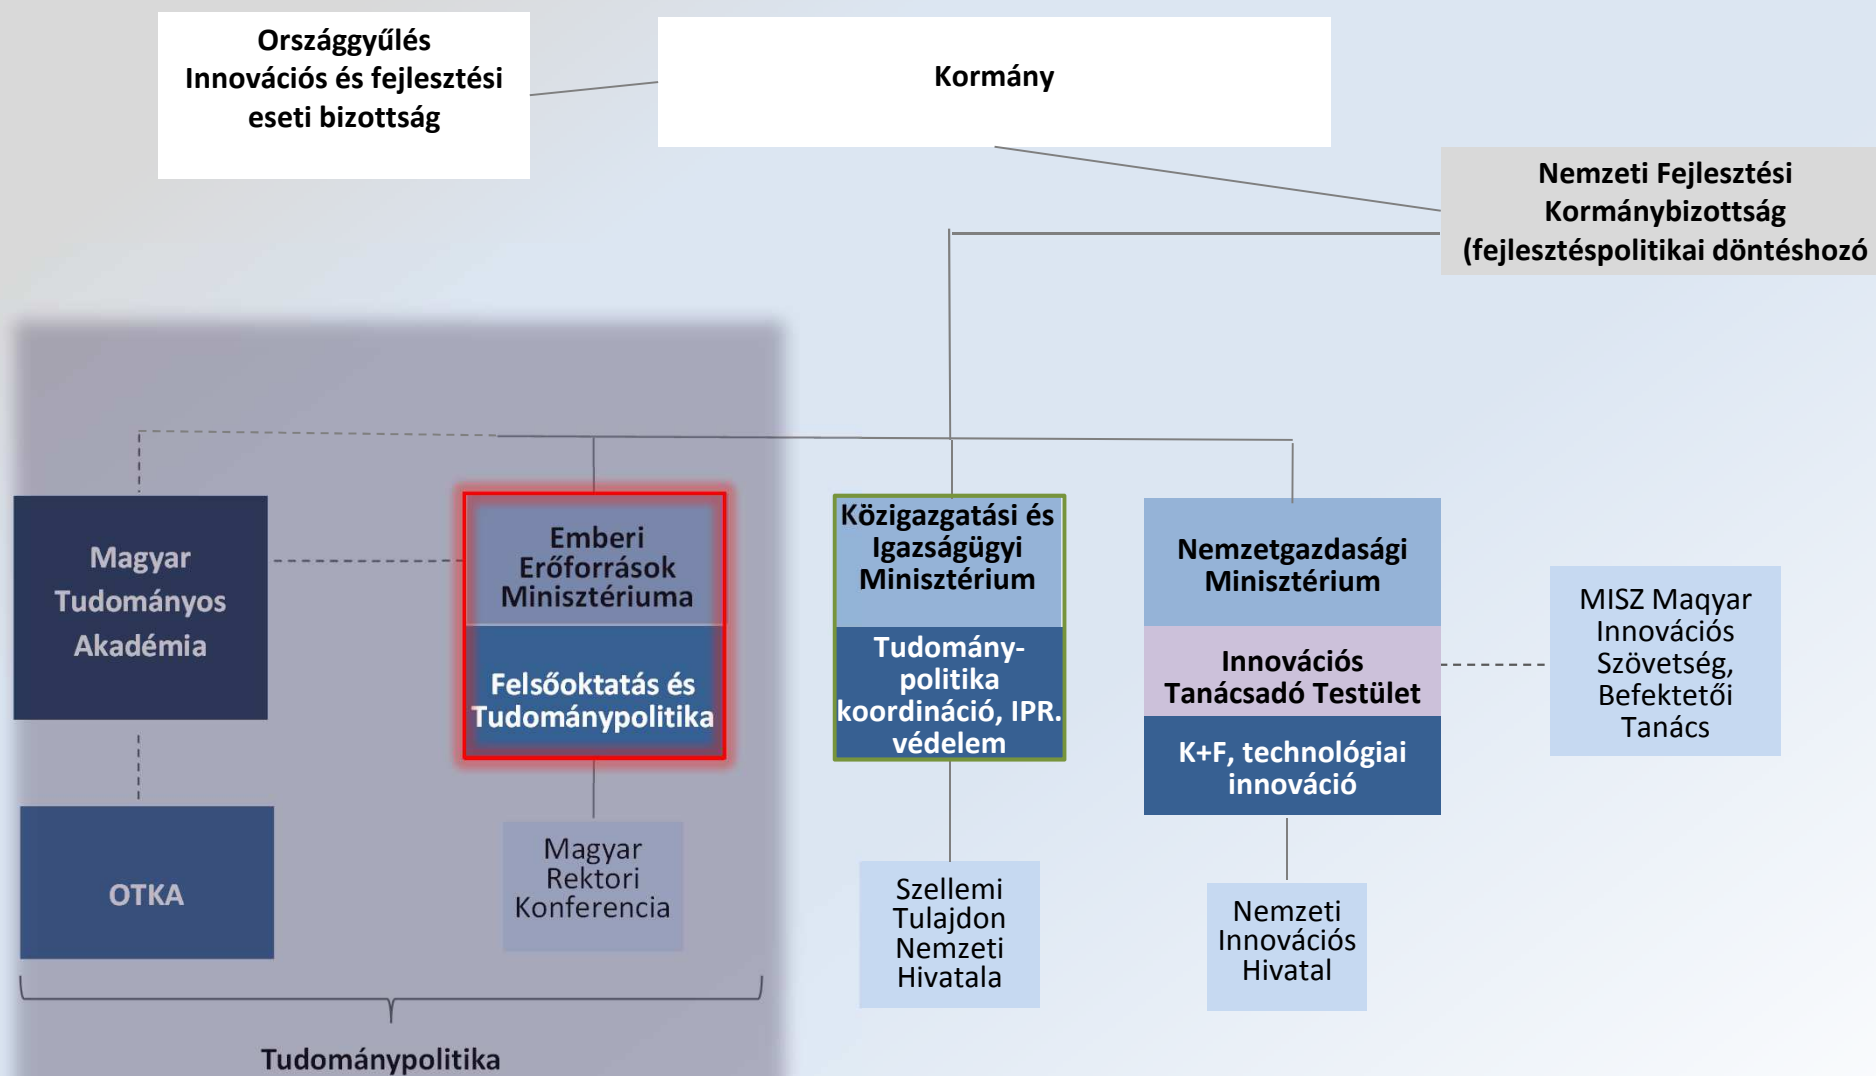 Országgyűlés
Innovációs és fejlesztési
eseti bizottság
Kormány
Nemzeti Fejlesztési
Kormánybizottság
(fejlesztéspolitikai döntéshozó
Magyar
Tudományos
Akadémia
Emberi
Erőforrások
Minisztériuma
Felsőoktatás és
Tudománypolitika
Közigazgatási és
Igazságügyi
Minisztérium
Tudomány-
politika
koordináció, IPR.
védelem
Nemzetgazdasági
Minisztérium
Innovációs
Tanácsadó Testület
K+F, technológiai
innováció
MISZ Maqyar
Innovációs
Szövetség,
Befektetői
Tanács
OTKA
Magyar
Rektori
Konferencia
Szellemi
Tulajdon
Nemzeti
Hivatala
Nemzeti
Innovációs
Hivatal
Tudománypolitika